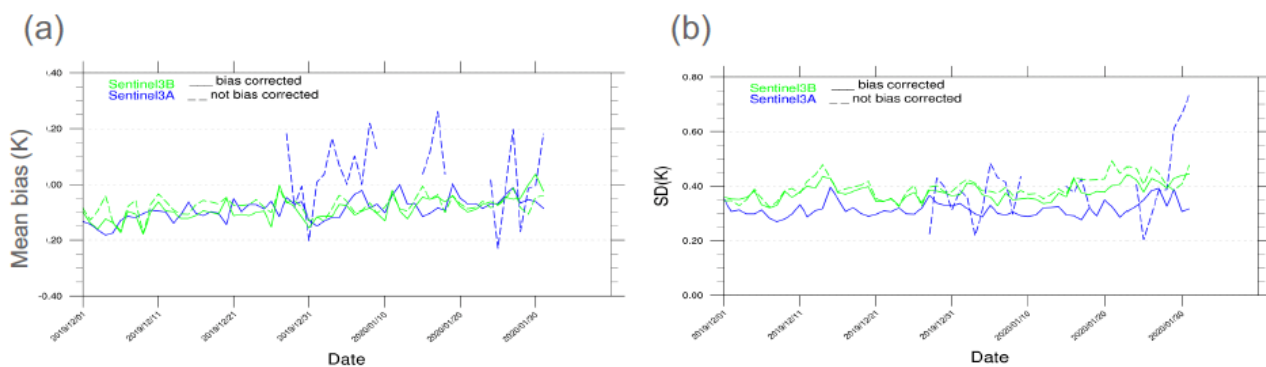 (a)
(b)
Mean bias (K)
.40
.20
.00
.20
-0.40
Sentinel3B
___ bias corrected
Sentinel3A
_ _ not bias corrected
2019/12/01
2019/12/11
2019/12/21
2019/12/31
2020/01/10
2020/01/20
2020/01/30
Date
SD(K)
0.80
0.60
0.40
0.20
0.00
Sentinel3B
___ bias corrected
Sentinel3A
_ _ not bias corrected
2019/12/01
2019/12/11
2019/12/21
2019/12/31
2020/01/10
2020/01/20
2020/01/30
Date